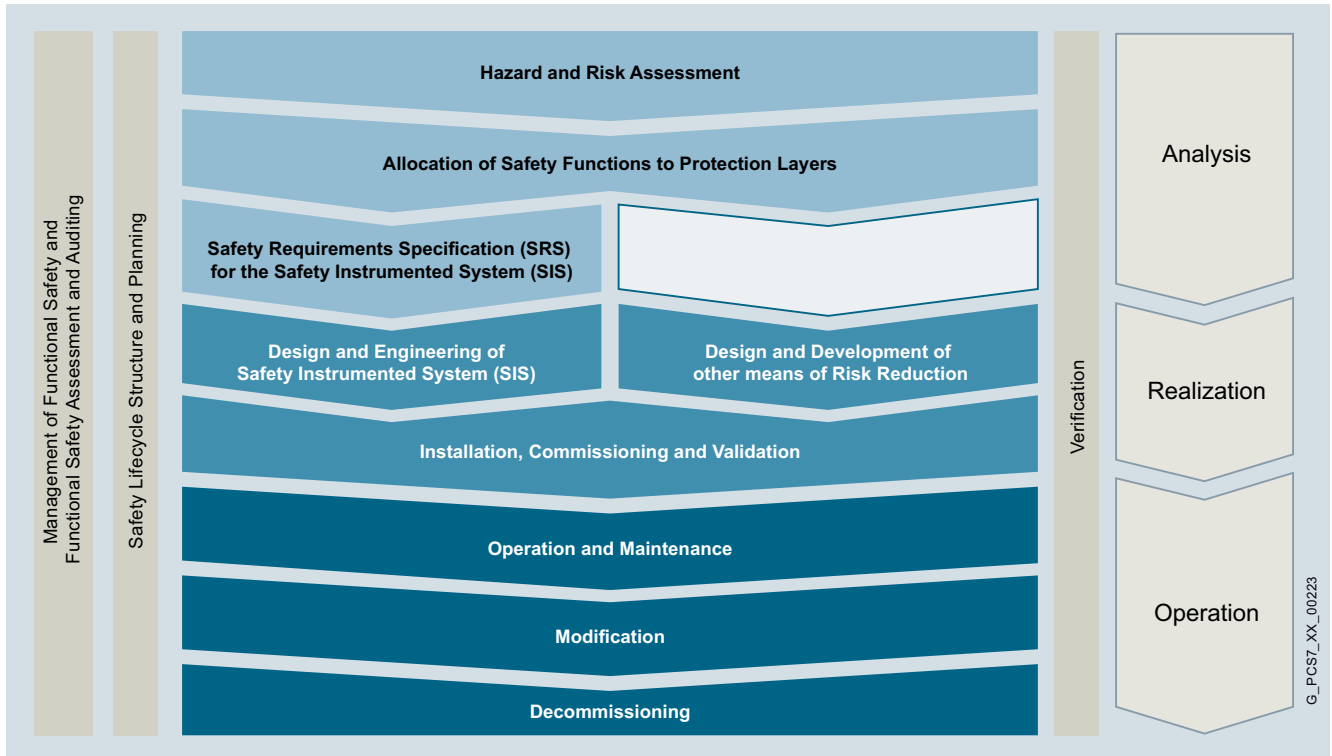 Management of Functional Safety and
Functional Safety Assessment and Auditing
Safety Lifecycle Structure and Planning
Hazard and Risk Assessment
Allocation of Safety Functions to Protection Layers
Safety Requirements Specification (SRS)
for the Safety Instrumented System (SIS)
Design and Engineering of
Safety Instrumented System (SIS)
Design and Development of
other means of Risk Reduction
Installation, Commissioning and Validation
Operation and Maintenance
Modification
Decommissioning
Verification
Analysis
Realization
Operation
G_PCS7_XX_00223